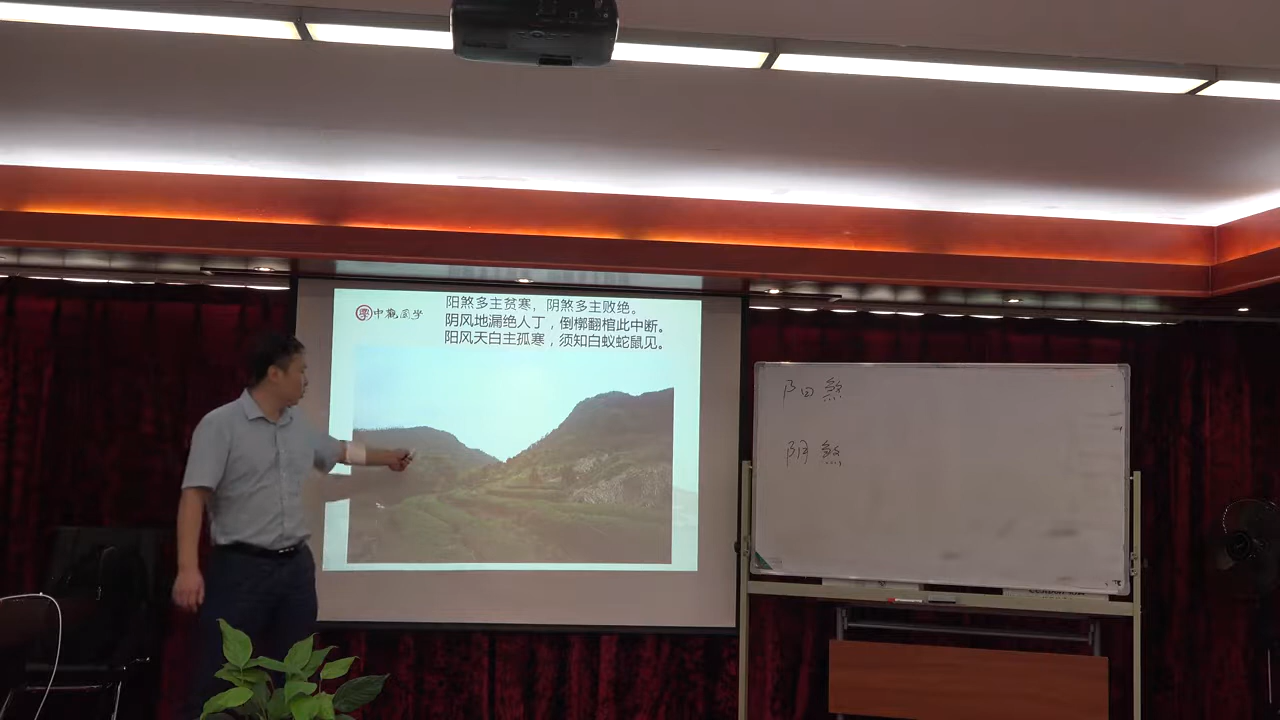 中观国学
阳煞多主贫寒，阴煞多主败绝。
阴风地漏绝人丁，倒槨翻棺此中断。
阳风天白主孤寒，须知白蚁蛇鼠见。
阳煞
阴煞